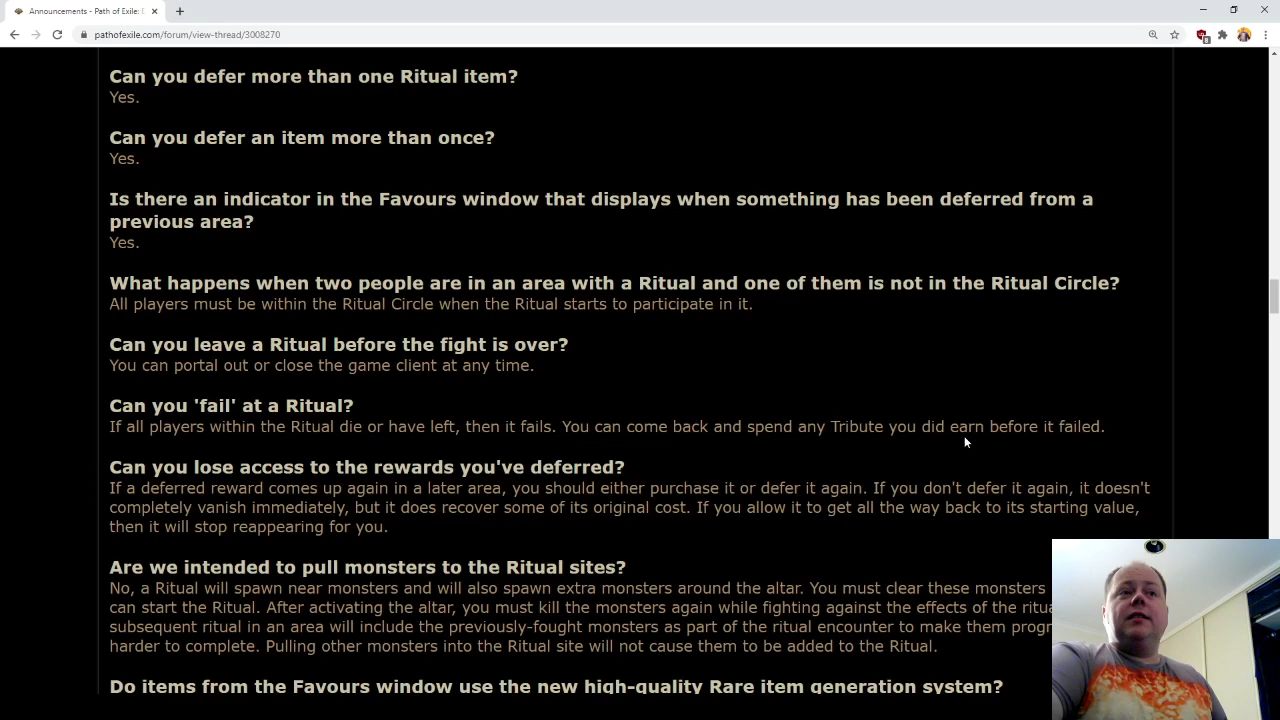 Announcements - Path of Exile: E
pathofexile.com/forum/view-thread/3008270
Can you defer more than one Ritual item?
Yes.
Can you defer an item more than once?
Yes.
Is there an indicator in the Favours window that displays when something has been deferred from a
previous area?
Yes.
What happens when two people are in an area with a Ritual and one of them is not in the Ritual Circle?
All players must be within the Ritual Circle when the Ritual starts to participate in it.
Can you leave a Ritual before the fight is over?
You can portal out or close the game client at any time.
Can you 'fail' at a Ritual?
If all players within the Ritual die or have left, then it fails. You can come back and spend any Tribute you did earn before it failed.
Can you lose access to the rewards you've deferred?
If a deferred reward comes up again in a later area, you should either purchase it or defer it again. If you don't defer it again, it doesn't
completely vanish immediately, but it does recover some of its original cost. If you allow it to get all the way back to its starting value,
then it will stop reappearing for you.
Are we intended to pull monsters to the Ritual sites?
No, a Ritual will spawn near monsters and will also spawn extra monsters around the altar. You must clear these monsters
can start the Ritual. After activating the altar, you must kill the monsters again while fighting against the effects of the ritua
subsequent ritual in an area will include the previously-fought monsters as part of the ritual encounter to make them progr
harder to complete. Pulling other monsters into the Ritual site will not cause them to be added to the Ritual.
Do items from the Favours window use the new high-quality Rare item generation system?